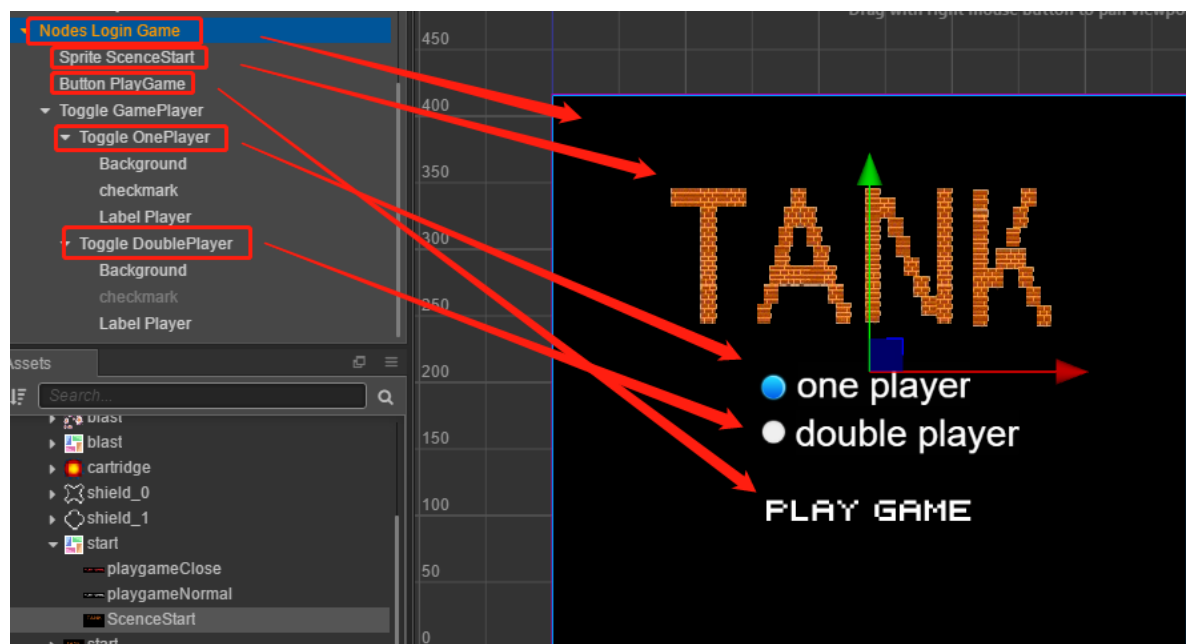 Nodes Login Game
Sprite ScenceStart
Button PlayGame
Toggle GamePlayer
Toggle OnePlayer
Background
checkmark
Label Player
Toggle DoublePlayer
Background
checkmark
Label Player
Assets
Search...
blast
blast
cartridge
shield_0
shield_1
start
playgameClose
playgameNormal
ScenceStart
start
Drag with right mouse button to pan viewpo
450
400
350
300
250
200
150
100
50
0
TANK
one player
double player
PLAY GAME